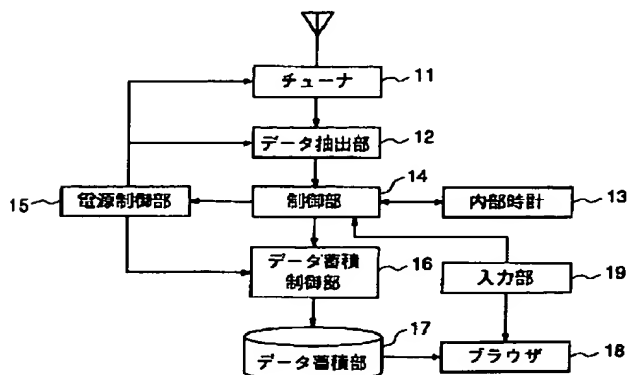 チューナ
11
データ抽出部
12
14
15
電源制御部
制御部
内部時計
13
データ蓄積
制御部
16
入力部
19
17
データ蓄積部
ブラウザ
18